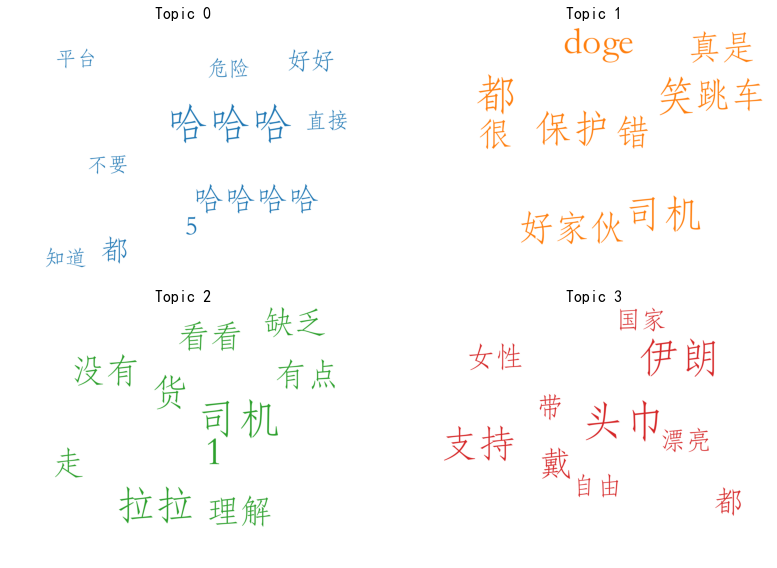 Topic 0
平台
危险
好好
哈哈哈
直接
不要
哈哈哈哈
5
知道
都
Topic 1
doge
真是
都
笑
跳车
很
保护
错
好家伙
司机
Topic 2
看看
缺乏
没有
货
有点
司机
1
走
拉拉
理解
Topic 3
国家
女性
伊朗
带
头巾
支持
漂亮
戴
自由
都